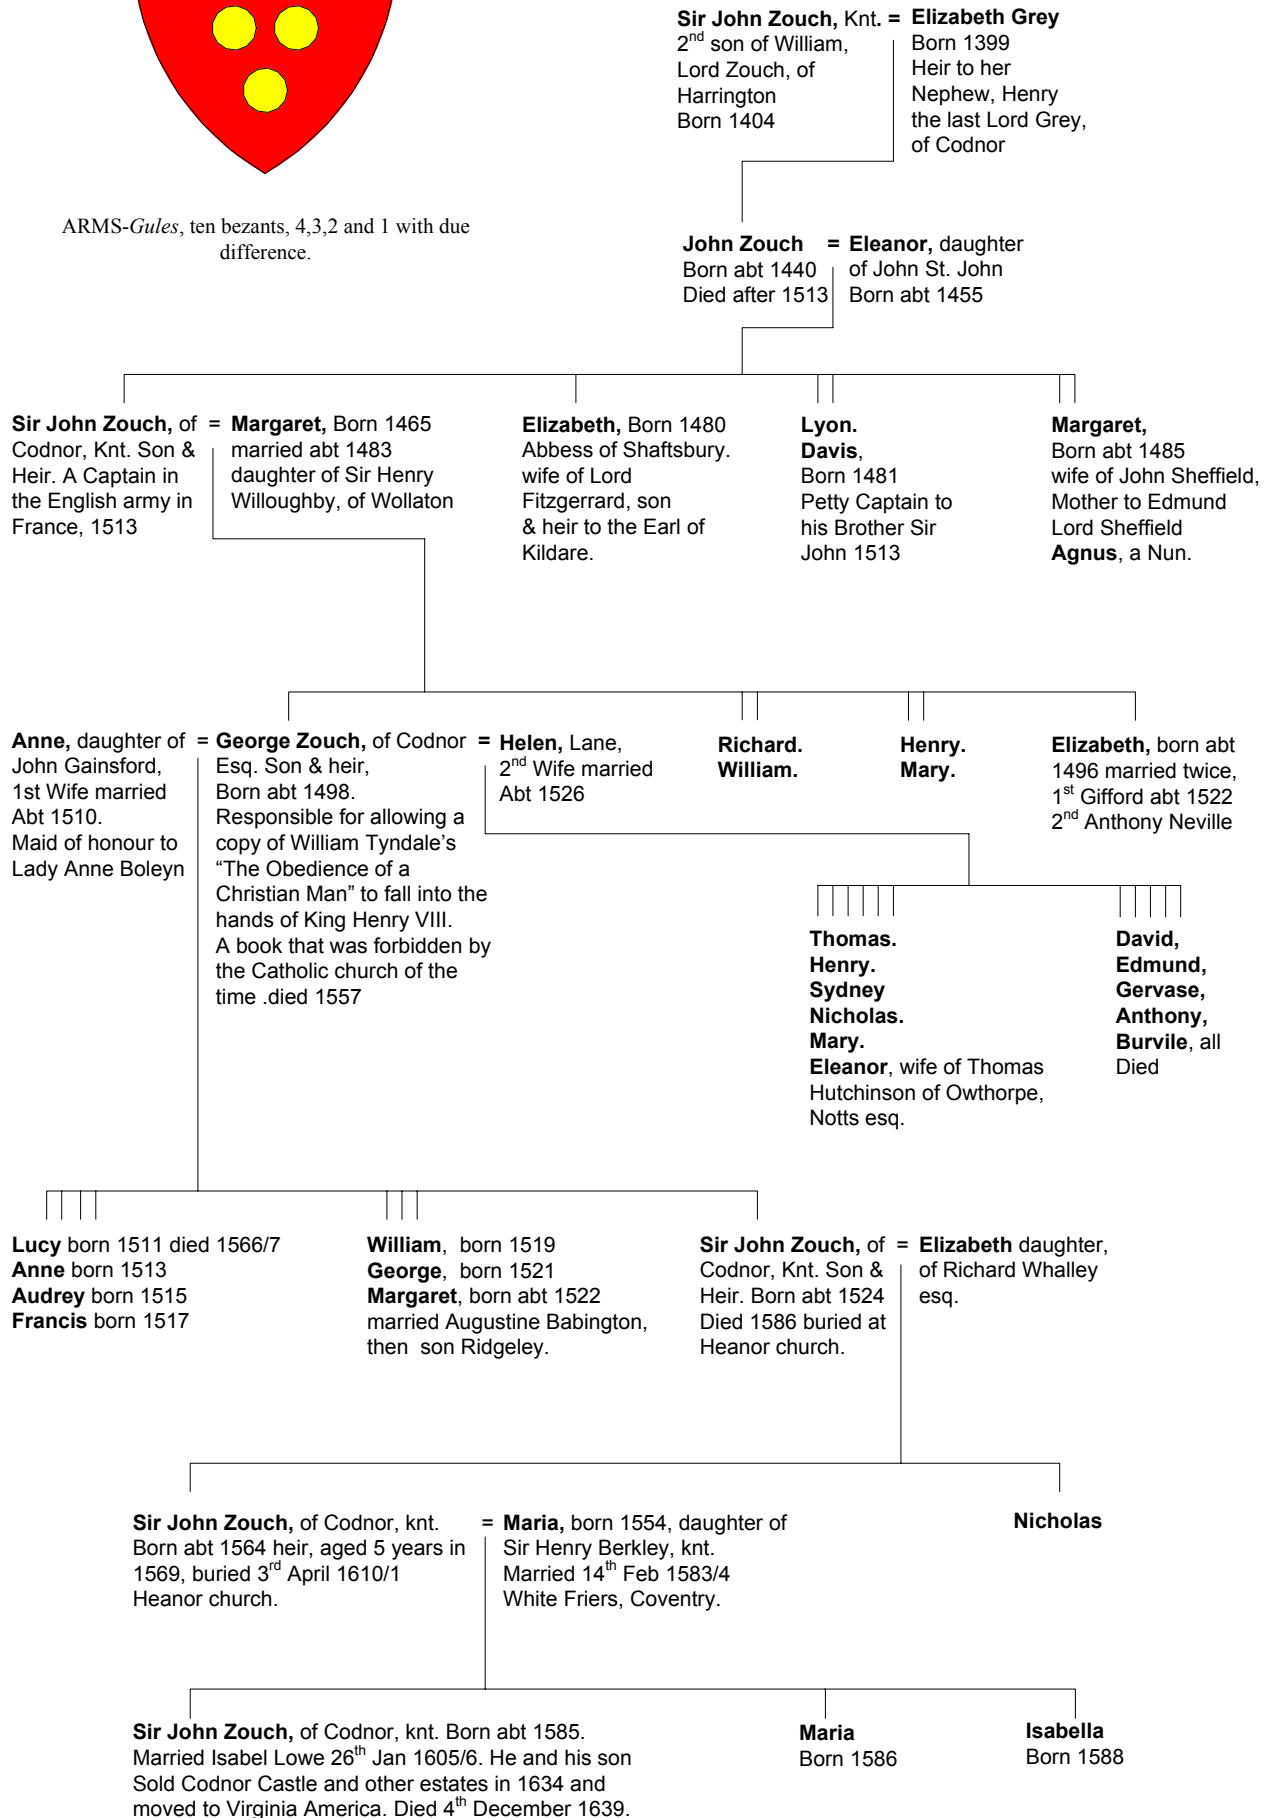 Sir John Zouch, Knt. = Elizabeth Grey
2nd son of William,
Lord Zouch, of
Harrington
Born 1404
Born 1399
Heir to her
Nephew, Henry
the last Lord Grey,
of Codnor
ARMS-Gules, ten bezants, 4,3,2 and 1 with due
difference.
John Zouch
Born abt 1440
Died after 1513
= Eleanor, daughter
of John St. John
Born abt 1455
Sir John Zouch, of
Codnor, Knt. Son &
Heir. A Captain in
the English army in
France, 1513
= Margaret, Born 1465
married abt 1483
daughter of Sir Henry
Willoughby, of Wollaton
Elizabeth, Born 1480
Abbess of Shaftsbury.
wife of Lord
Fitzgerrard, son
& heir to the Earl of
Kildare.
Lyon.
Davis,
Born 1481
Petty Captain to
his Brother Sir
John 1513
Margaret,
Born abt 1485
wife of John Sheffield,
Mother to Edmund
Lord Sheffield
Agnus, a Nun.
Anne, daughter of
John Gainsford,
1st Wife married
Abt 1510.
Maid of honour to
Lady Anne Boleyn
= George Zouch, of Codnor
Esq. Son & heir,
Born abt 1498.
Responsible for allowing a
copy of William Tyndale’s
“The Obedience of a
Christian Man” to fall into the
hands of King Henry VIII.
A book that was forbidden by
the Catholic church of the
time .died 1557
= Helen, Lane,
2nd Wife married
Abt 1526
Richard.
William.
Henry.
Mary.
Elizabeth, born abt
1496 married twice,
1st Gifford abt 1522
2nd Anthony Neville
Thomas.
Henry.
Sydney
Nicholas.
Mary.
Eleanor, wife of Thomas
Hutchinson of Owthorpe,
Notts esq.
David,
Edmund,
Gervase,
Anthony,
Burvile, all
Died
Lucy born 1511 died 1566/7
Anne born 1513
Audrey born 1515
Francis born 1517
William, born 1519
George, born 1521
Margaret, born abt 1522
married Augustine Babington,
then son Ridgeley.
Sir John Zouch, of
Codnor, Knt. Son &
Heir. Born abt 1524
Died 1586 buried at
Heanor church.
= Elizabeth daughter,
of Richard Whalley
esq.
Sir John Zouch, of Codnor, knt.
Born abt 1564 heir, aged 5 years in
1569, buried 3rd April 1610/1
Heanor church.
= Maria, born 1554, daughter of
Sir Henry Berkley, knt.
Married 14th Feb 1583/4
White Friers, Coventry.
Nicholas
Sir John Zouch, of Codnor, knt. Born abt 1585.
Married Isabel Lowe 26th Jan 1605/6. He and his son
Sold Codnor Castle and other estates in 1634 and
moved to Virginia America. Died 4th December 1639.
Maria
Born 1586
Isabella
Born 1588